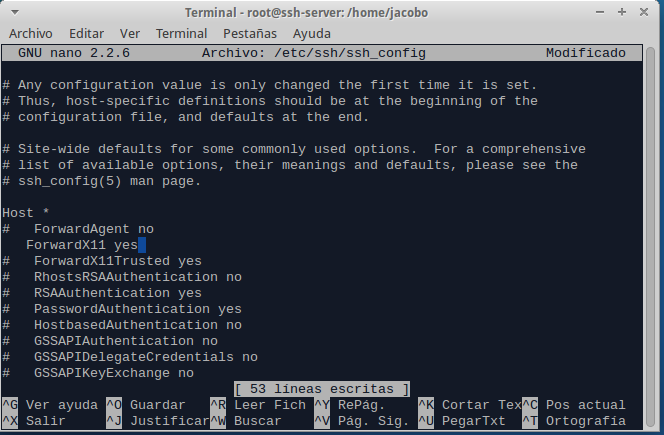 Terminal - root@ssh-server: /home/jacobo
Archivo Editar Ver Terminal Pestañas Ayuda
GNU nano 2.2.6 Archivo: /etc/ssh/ssh_config Modificado
# Any configuration value is only changed the first time it is set.
# Thus, host-specific definitions should be at the beginning of the
# configuration file, and defaults at the end.
# Site-wide defaults for some commonly used options.  For a comprehensive
# list of available options, their meanings and defaults, please see the
# ssh_config(5) man page.
Host *
#   ForwardAgent no
   ForwardX11 yes
#   ForwardX11Trusted yes
#   RhostsRSAAuthentication no
#   RSAAuthentication yes
#   PasswordAuthentication yes
#   HostbasedAuthentication no
#   GSSAPIAuthentication no
#   GSSAPIDelegateCredentials no
#   GSSAPIKeyExchange no
[ 53 líneas escritas ]
^G Ver ayuda ^O Guardar ^R Leer Fich ^Y RePág. ^K Cortar Tex ^C Pos actual
^X Salir ^J Justificar ^W Buscar ^V Pág. Sig. ^U PegarTxt ^T Ortografía